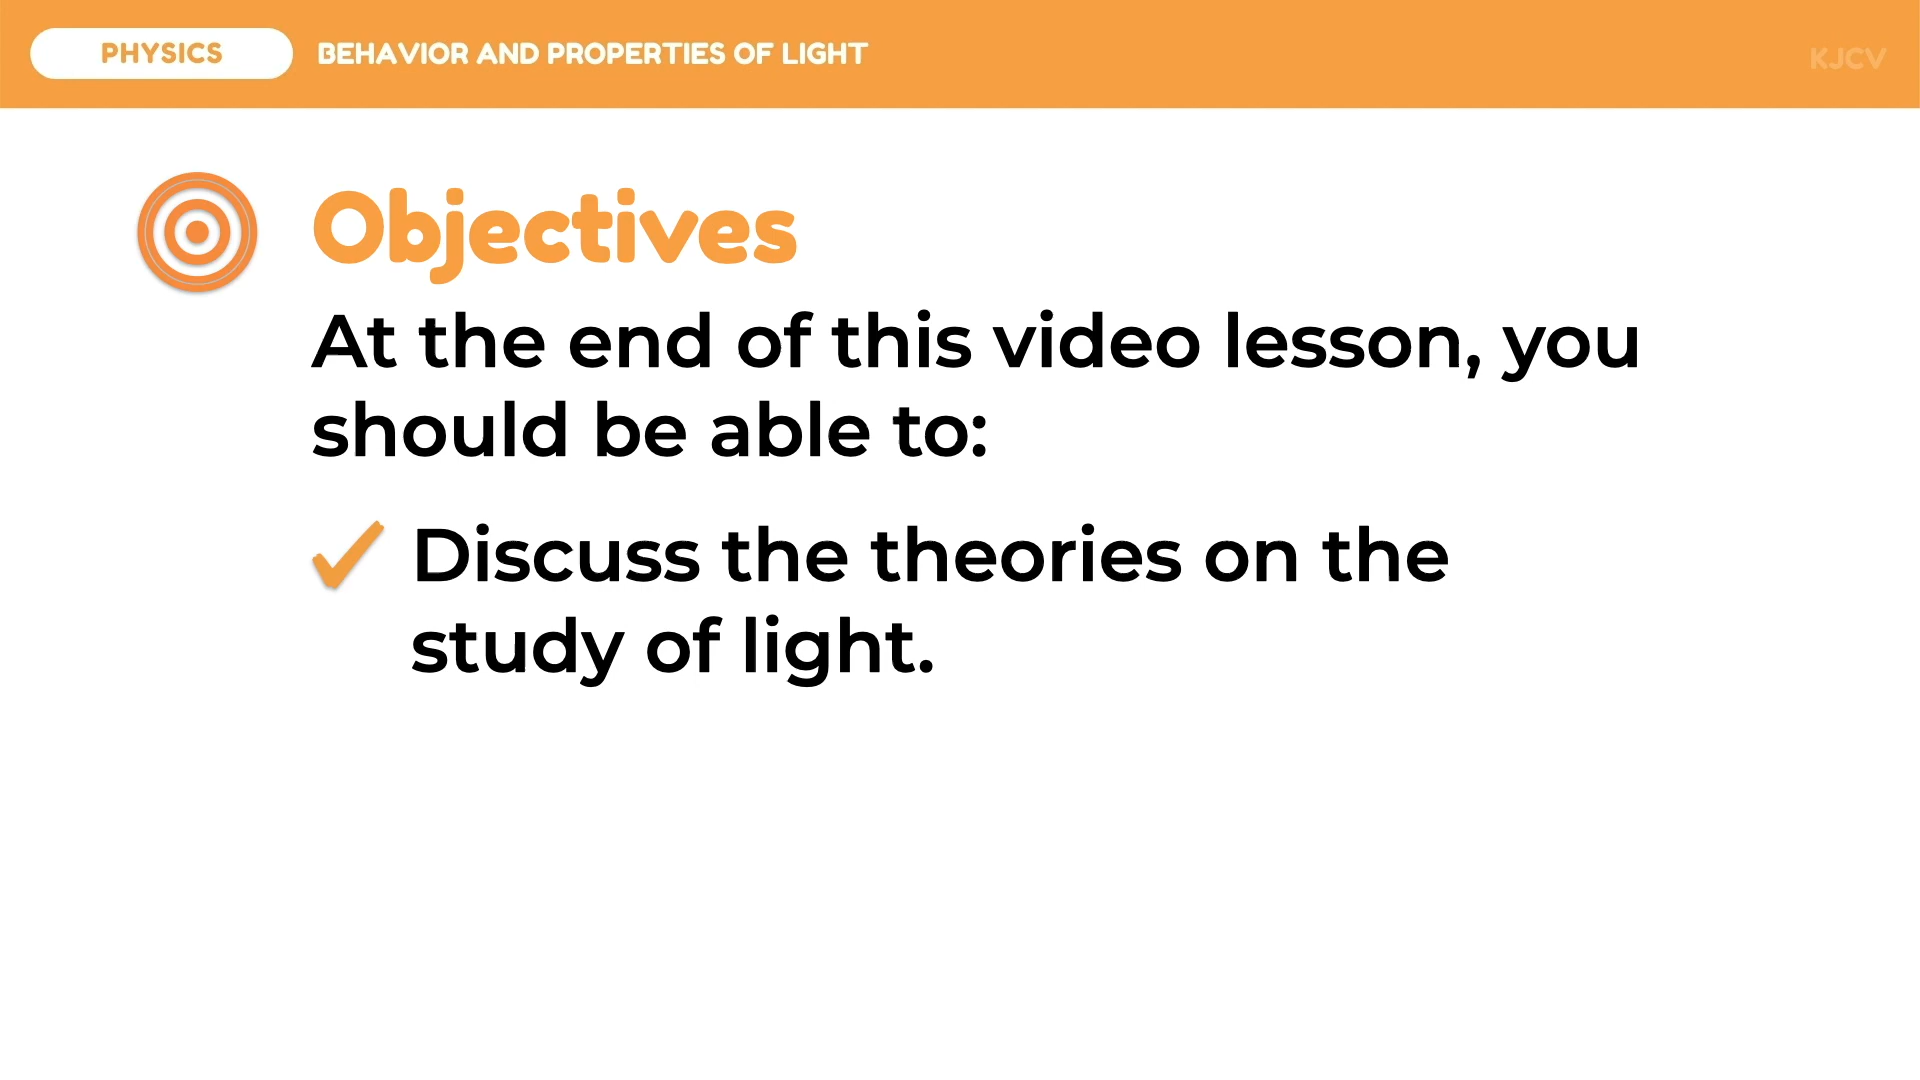 PHYSICS
BEHAVIOR AND PROPERTIES OF LIGHT
KJCV
Objectives
At the end of this video lesson, you
should be able to:
Discuss the theories on the
study of light.